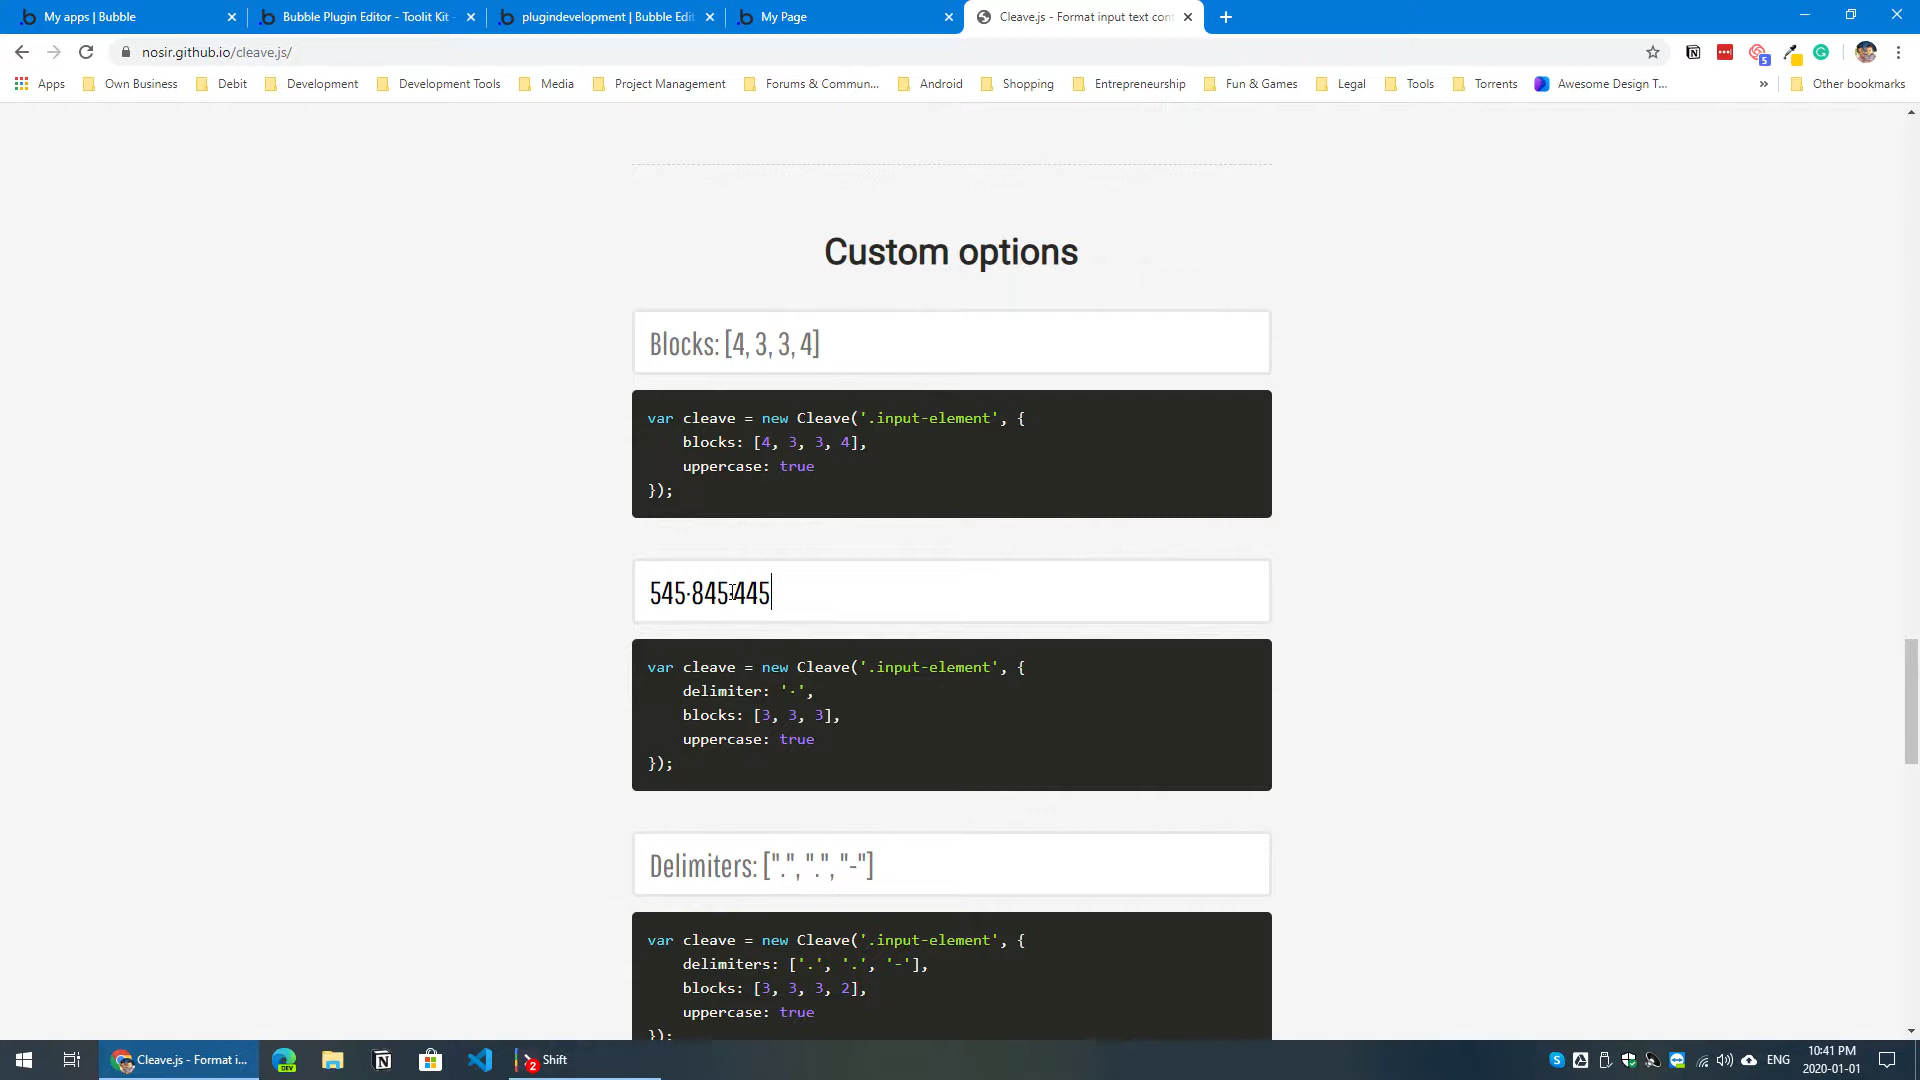 My apps | Bubble
Bubble Plugin Editor - Toolit Kit -
plugindevelopment | Bubble Edit
My Page
Cleave.js - Format input text cont
nosir.github.io/cleave.js/
5
Apps
Own Business
Debit
Development
Development Tools
Media
Project Management
Forums & Commun...
Android
Shopping
Entrepreneurship
Fun & Games
Legal
Tools
Torrents
Awesome Design T...
»
Other bookmarks
Custom options
Blocks: [4, 3, 3, 4]
var cleave = new Cleave('.input-element', {
blocks: [4, 3, 3, 4],
uppercase: true
});
545·845·445
var cleave = new Cleave('.input-element', {
delimiter: '·',
blocks: [3, 3, 3],
uppercase: true
});
Delimiters: [".", ".", "-"]
var cleave = new Cleave('.input-element', {
delimiters: ['.', '.', '-'],
blocks: [3, 3, 3, 2],
uppercase: true
});
Cleave.js - Format i...
DEV
2
Shift
ENG
10:41 PM
2020-01-01